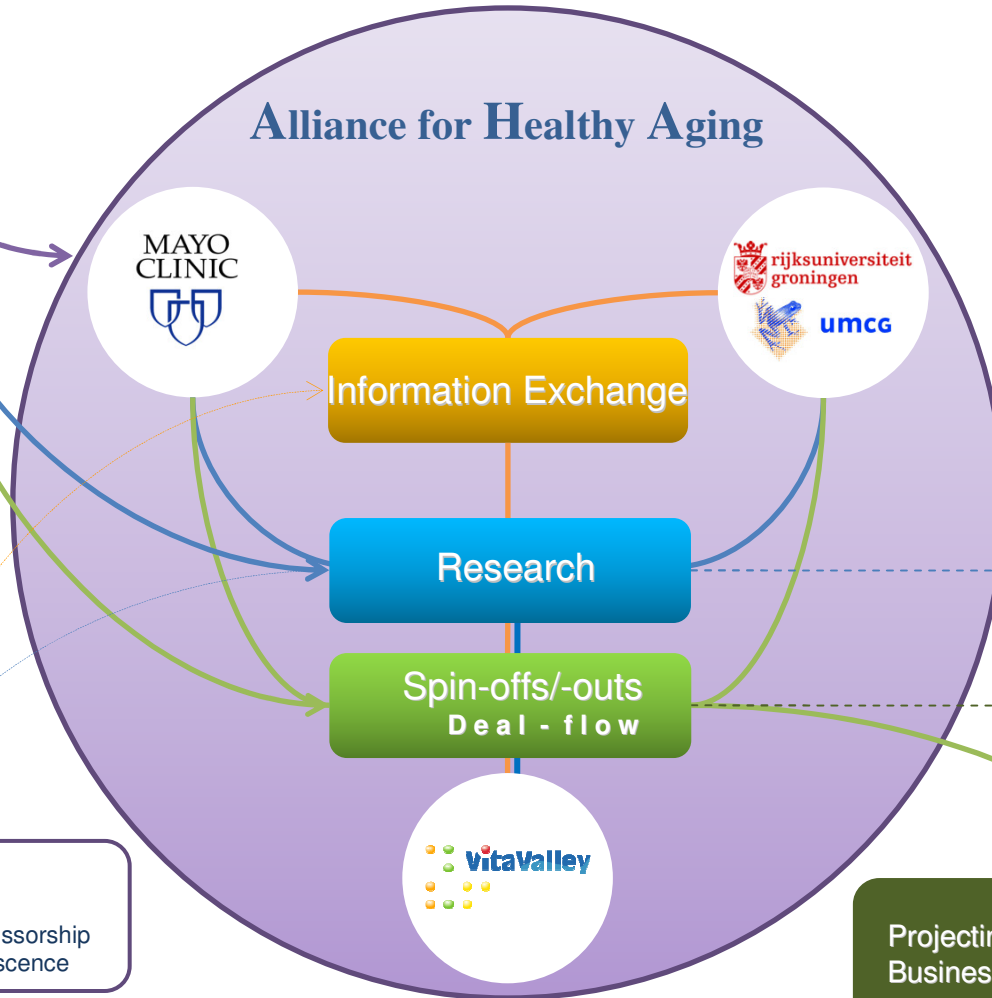 Alliance for Healthy Aging
MAYO
CLINIC
rijksuniversiteit
groningen
umcg
Information Exchange
Research
Spin-offs/-outs
Deal - flow
VitaValley
ssorship
scence
Projectin
Busines